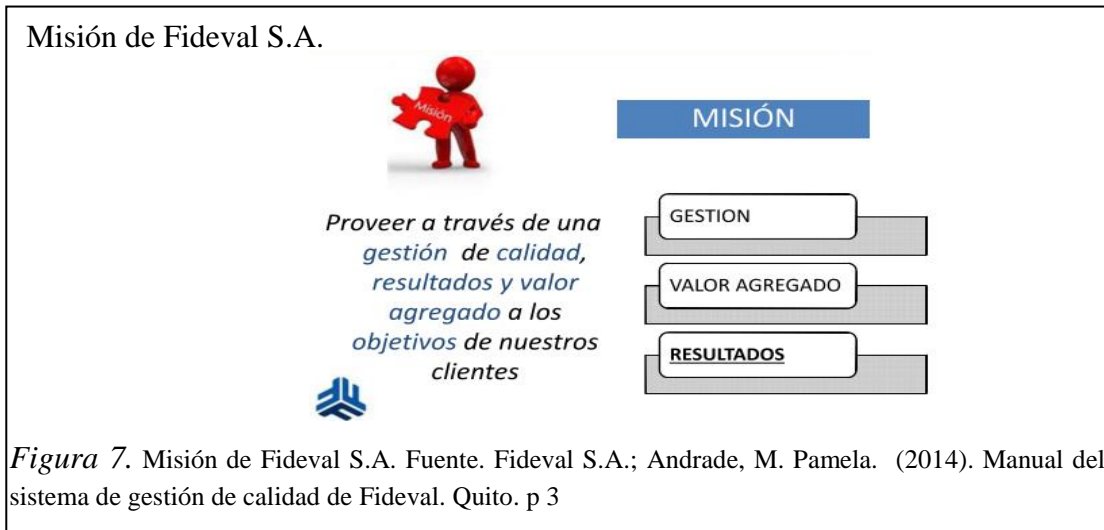 Misión de Fideval S.A.
Misión
MISIÓN
Proveer a través de una
gestión de calidad,
resultados y valor
agregado a los
objetivos de nuestros
clientes
GESTION
VALOR AGREGADO
RESULTADOS
Figura 7. Misión de Fideval S.A. Fuente. Fideval S.A.; Andrade, M. Pamela. (2014). Manual del
sistema de gestión de calidad de Fideval. Quito. p 3